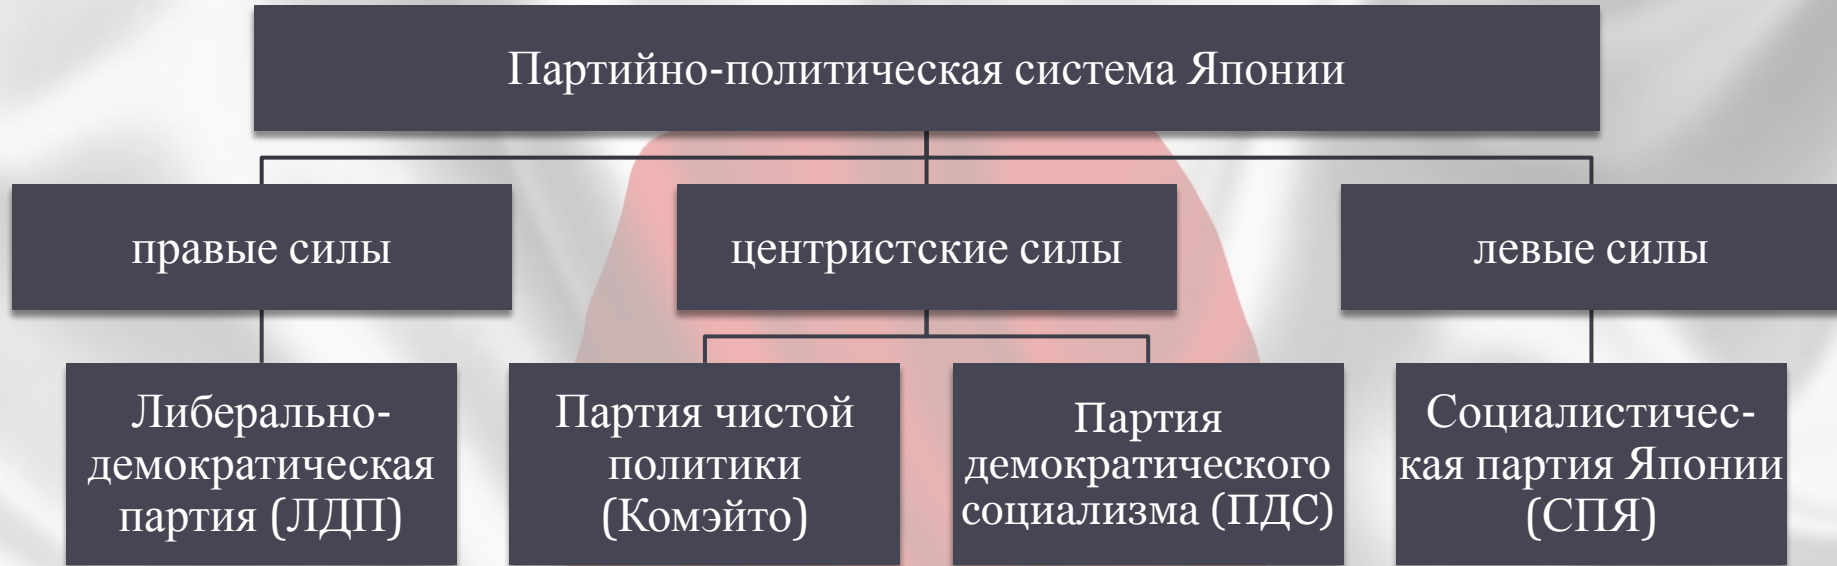 Партийно-политическая система Японии
правые силы
центристские силы
левые силы
Либерально-
демократическая
партия (ЛДП)
Партия чистой
политики
(Комэйто)
Партия
демократического
социализма (ПДС)
Социалистичес-
кая партия Японии
(СПЯ)